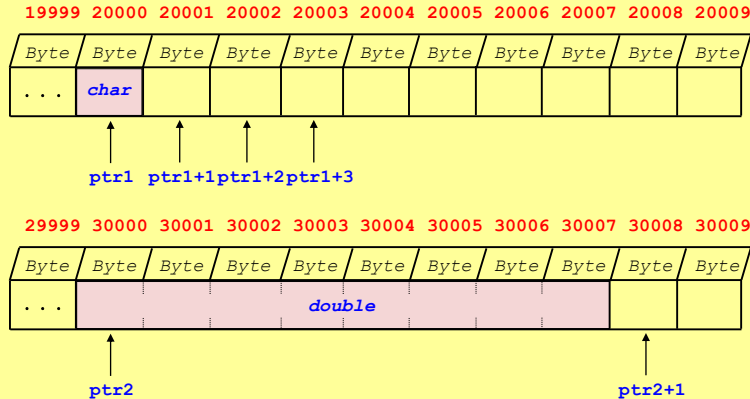 19999 20000 20001 20002 20003 20004 20005 20006 20007 20008 20009
Byte Byte Byte Byte Byte Byte Byte Byte Byte Byte Byte
... char
ptr1 ptr1+1 ptr1+2 ptr1+3
29999 30000 30001 30002 30003 30004 30005 30006 30007 30008 30009
Byte Byte Byte Byte Byte Byte Byte Byte Byte Byte Byte
... double
ptr2 ptr2+1